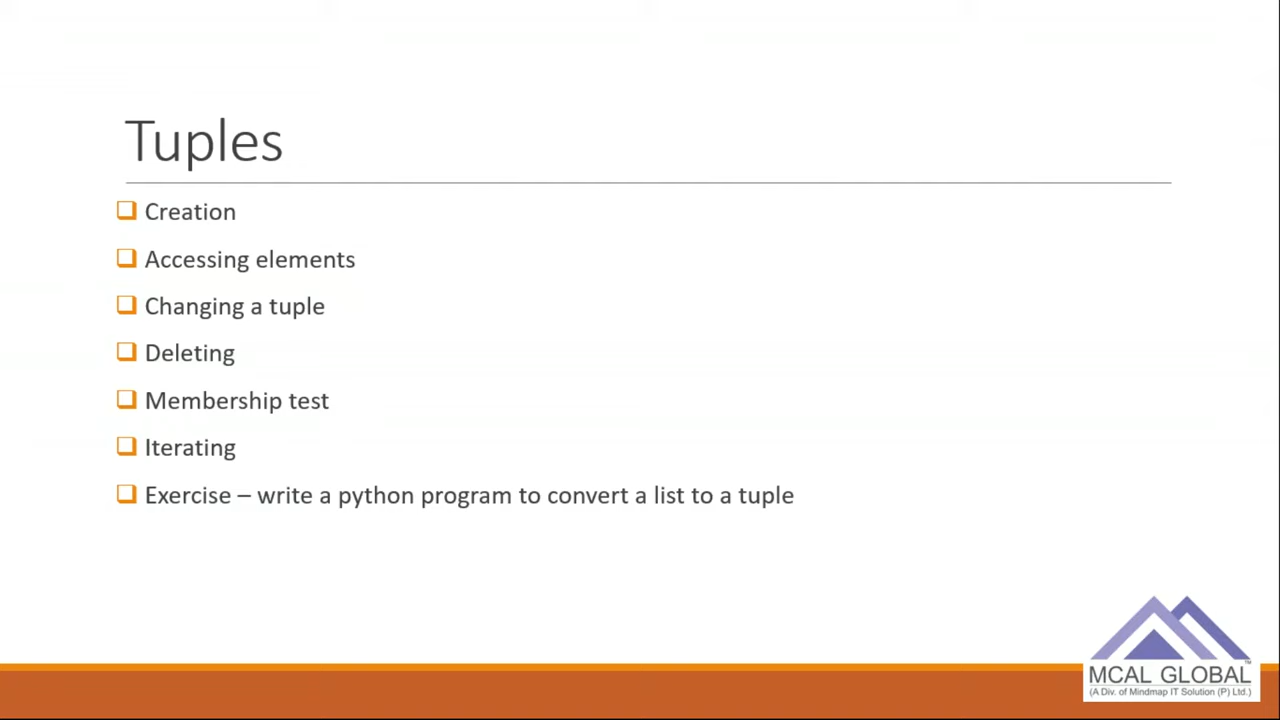 Tuples
Creation
Accessing elements
Changing a tuple
Deleting
Membership test
Iterating
Exercise – write a python program to convert a list to a tuple
MCAL GLOBAL™
(A Div. of Mindmap IT Solution (P) Ltd.)